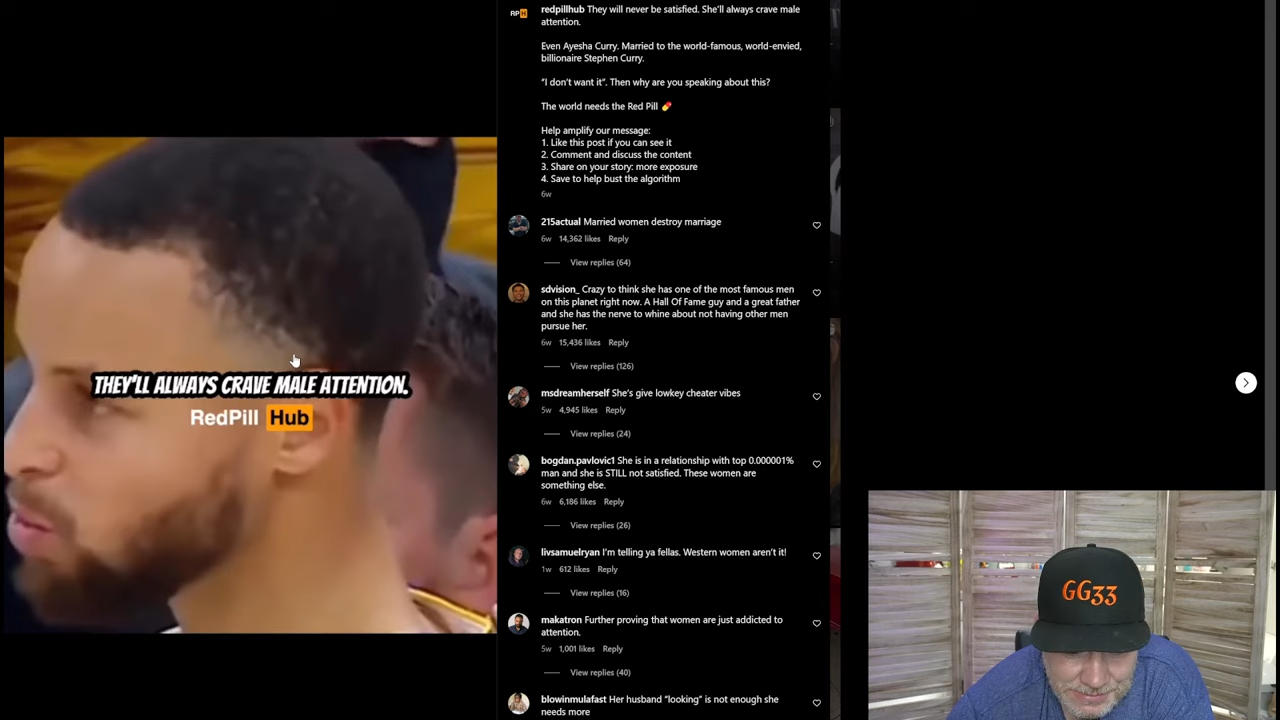 THEY'LL ALWAYS CRAVE MALE ATTENTION.
RedPill Hub
RP H
redpillhub They will never be satisfied. She'll always crave male
attention.
Even Ayesha Curry. Married to the world-famous, world-envied,
billionaire Stephen Curry.
"I don't want it". Then why are you speaking about this?
The world needs the Red Pill 💊
Help amplify our message:
1. Like this post if you can see it
2. Comment and discuss the content
3. Share on your story: more exposure
4. Save to help bust the algorithm
6w
215actual Married women destroy marriage
6w 14,362 likes Reply
View replies (64)
sdvision_ Crazy to think she has one of the most famous men
on this planet right now. A Hall Of Fame guy and a great father
and she has the nerve to whine about not having other men
pursue her.
6w 15,436 likes Reply
View replies (126)
msdreamherself She's give lowkey cheater vibes
5w 4,945 likes Reply
View replies (24)
bogdan.pavlovic1 She is in a relationship with top 0.000001%
man and she is STILL not satisfied. These women are
something else.
6w 6,186 likes Reply
View replies (26)
livsamuelryan I'm telling ya fellas. Western women aren't it!
1w 612 likes Reply
View replies (16)
makatron Further proving that women are just addicted to
attention.
5w 1,001 likes Reply
View replies (40)
blowinmulafast Her husband "looking" is not enough she
needs more
GG33